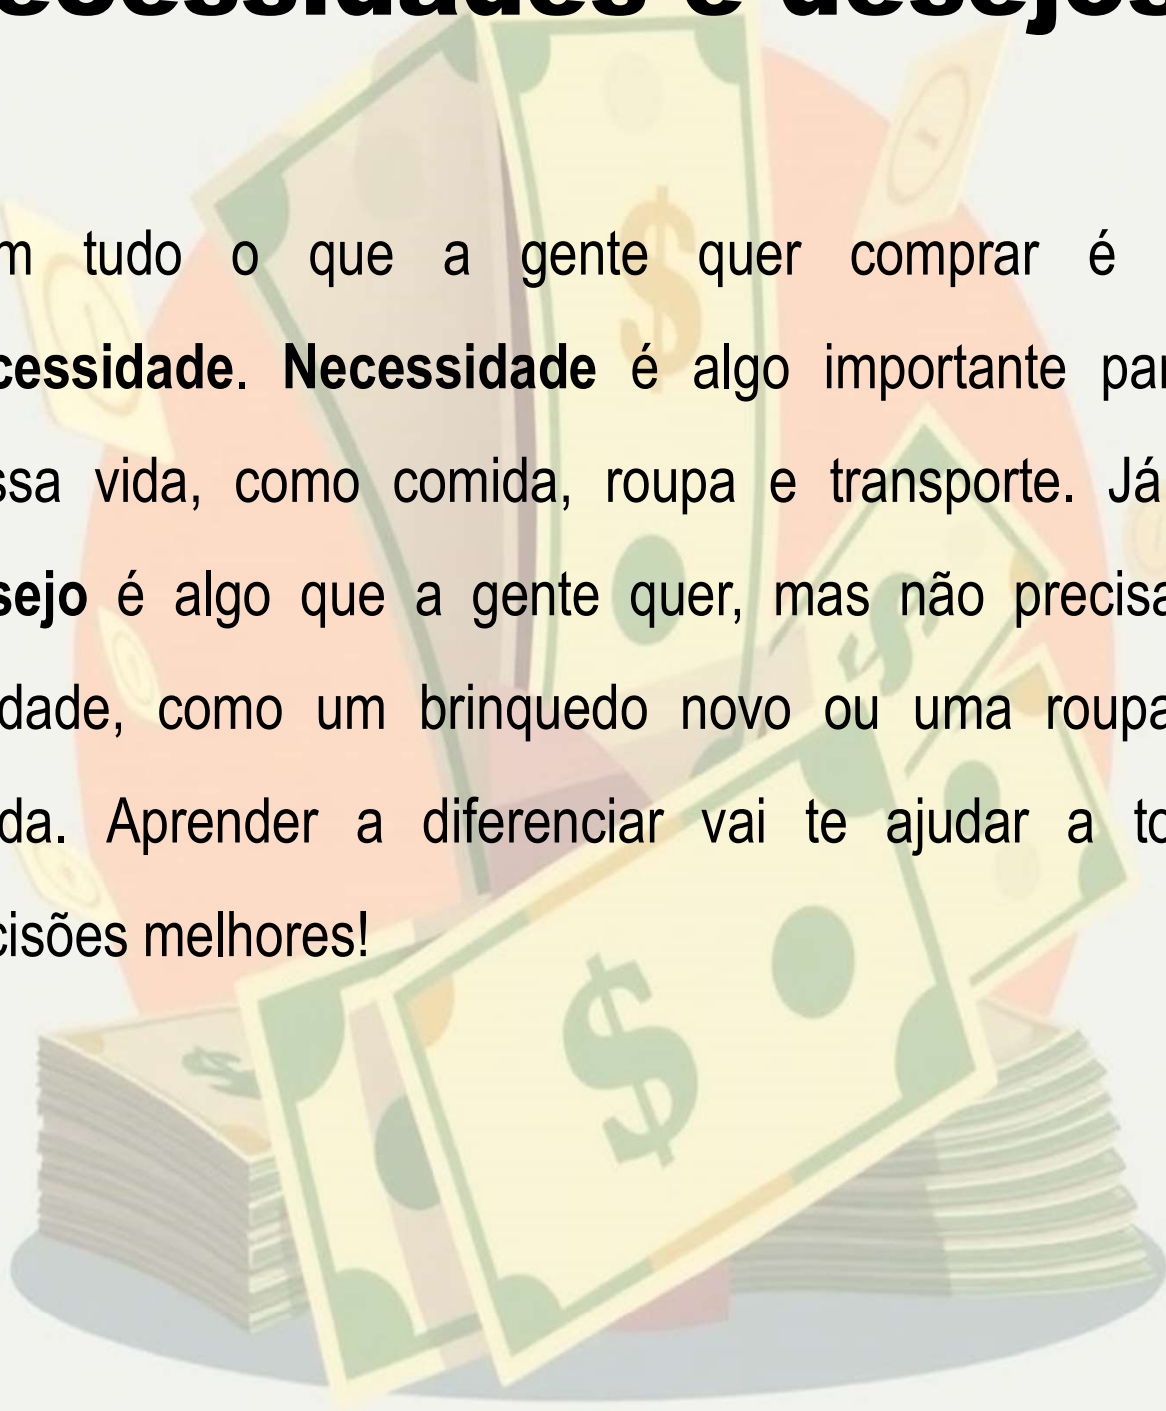 ecessidades e desejos
m tudo o que a gente quer comprar é
cessidade. Necessidade é algo importante par
ssa vida, como comida, roupa e transporte. Já
sejo é algo que a gente quer, mas não precisa
dade, como um brinquedo novo ou uma roupa
da. Aprender a diferenciar vai te ajudar a to
cisões melhores!
$
$
$
$